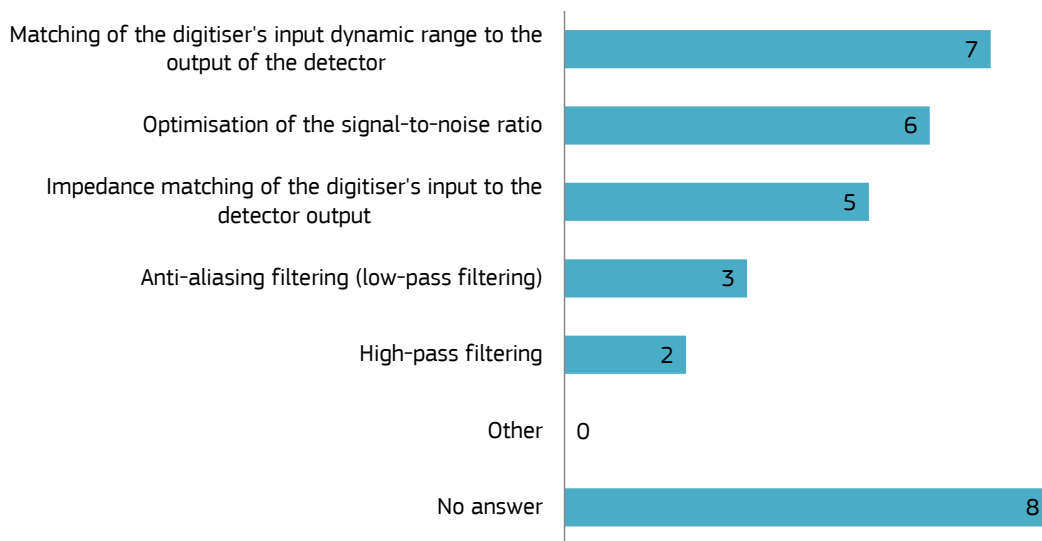 Matching of the digitiser's input dynamic range to the
output of the detector
7
Optimisation of the signal-to-noise ratio
6
Impedance matching of the digitiser's input to the
detector output
5
Anti-aliasing filtering (low-pass filtering)
3
High-pass filtering
2
Other
0
No answer
8